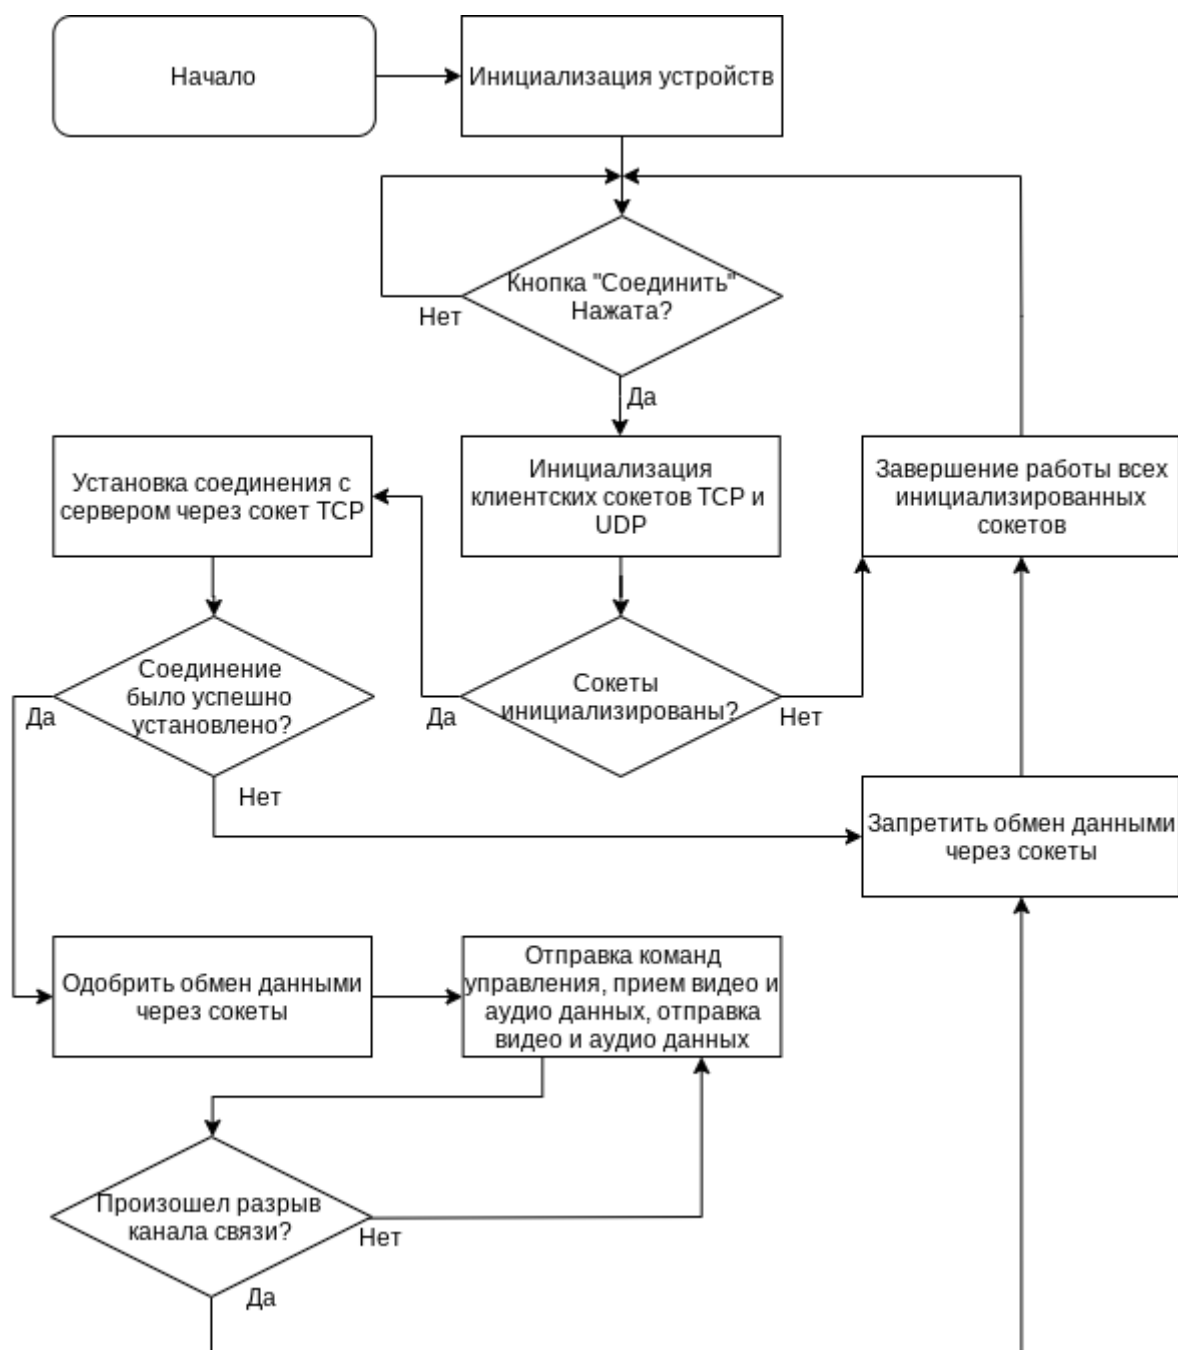 Начало
Инициализация устройств
Кнопка "Соединить"
Нажата?
Нет
Да
Установка соединения с
сервером через сокет TCP
Инициализация
клиентских сокетов TCP и
UDP
Завершение работы всех
инициализированных
сокетов
Соединение
было успешно
установлено?
Да
Нет
Сокеты
инициализированы?
Да
Нет
Запретить обмен данными
через сокеты
Одобрить обмен данными
через сокеты
Отправка команд
управления, прием видео и
аудио данных, отправка
видео и аудио данных
Произошел разрыв
канала связи?
Нет
Да